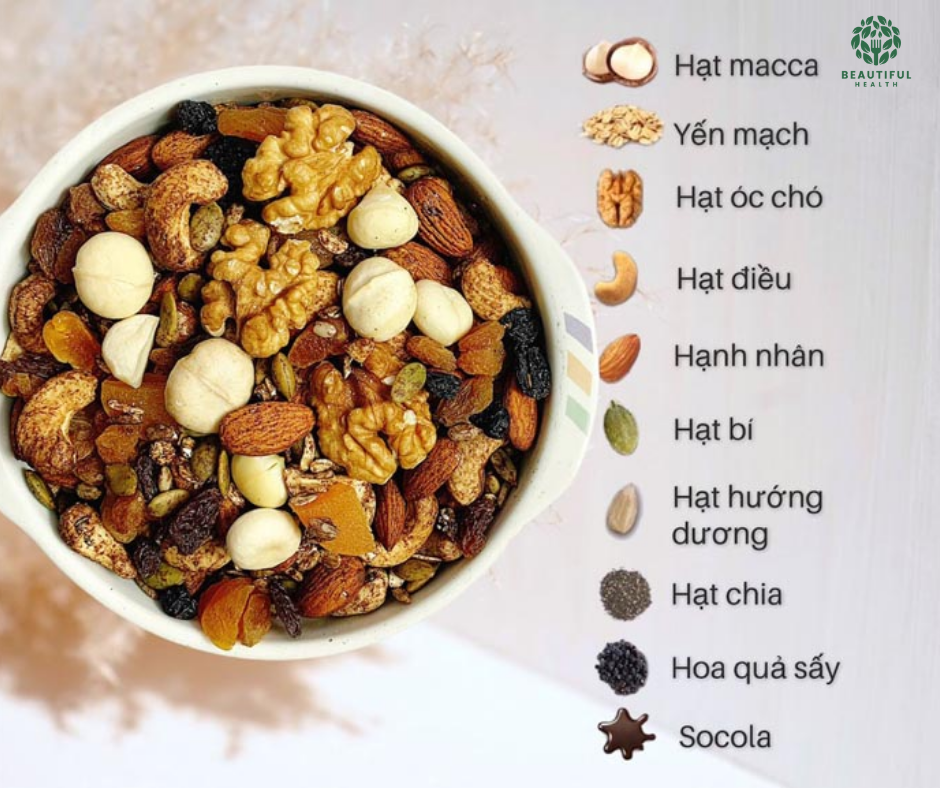 BEAUTIFUL
HEALTH
Hạt macca
Yến mạch
Hạt óc chó
Hạt điều
Hạnh nhân
Hạt bí
Hạt hướng
dương
Hạt chia
Hoa quả sấy
Socola